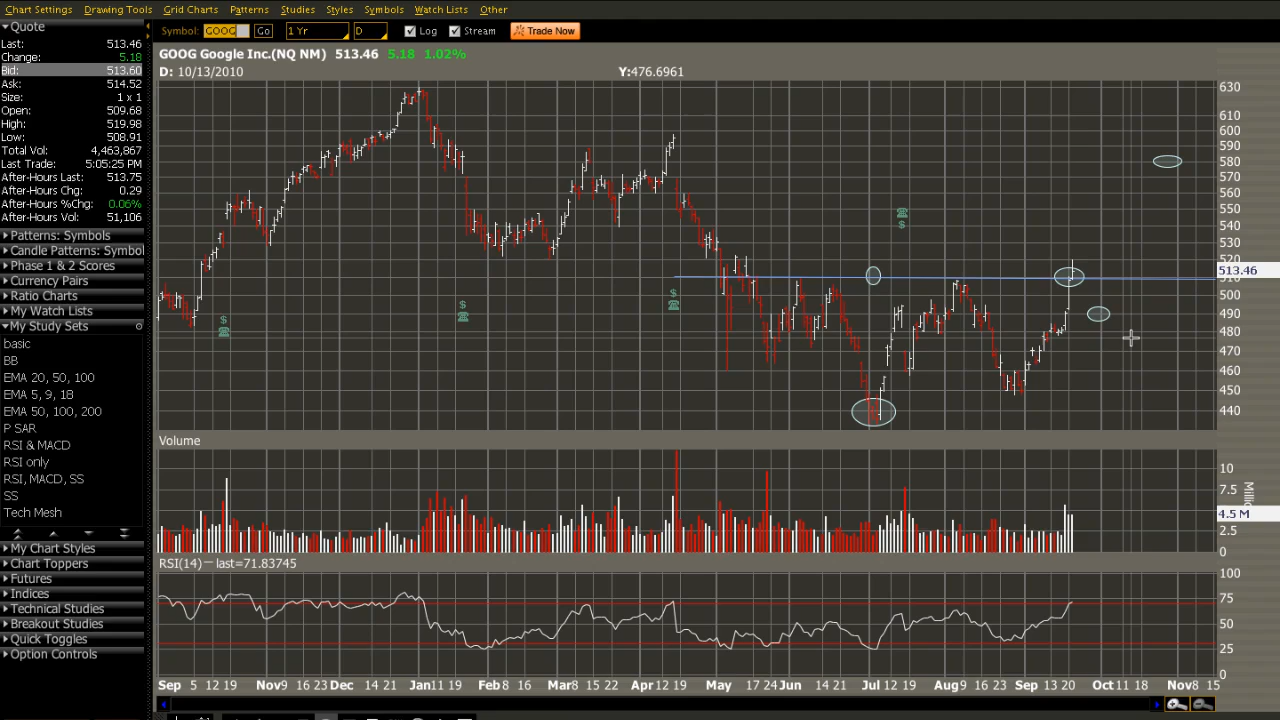 Chart Settings Drawing Tools Grid Charts Patterns Studies Styles Symbols Watch Lists Other
Quote Symbol: GOOG Go 1 Yr D Log Stream Trade Now
Last: 513.46
Change: 5.18
Bid: 513.60
Ask: 514.52
Size: 1 x 1
Open: 509.68
High: 519.98
Low: 508.91
Total Vol: 4,463,867
Last Trade: 5:05:25 PM
After-Hours Last: 513.75
After-Hours Chg: 0.29
After-Hours %Chg: 0.06%
After-Hours Vol: 51,106
Patterns: Symbols
Candle Patterns: Symbol
Phase 1 & 2 Scores
Currency Pairs
Ratio Charts
My Watch Lists
My Study Sets
basic
BB
EMA 20, 50, 100
EMA 5, 9, 18
EMA 50, 100, 200
P SAR
RSI & MACD
RSI only
RSI, MACD, SS
SS
Tech Mesh
My Chart Styles
Chart Toppers
Futures
Indices
Technical Studies
Breakout Studies
Quick Toggles
Option Controls
GOOG Google Inc.(NQ NM) 513.46 5.18 1.02%
D: 10/13/2010 Y:476.6961
630
610
600
590
580
570
560
550
540
530
520
513.46
510
500
490
480
470
460
450
440
Volume
10
7.5
4.5 M
2.5
0
RSI(14) — last=71.83745
100
75
50
25
0
Sep 5 12 19 Nov9 16 23 Dec 14 21 Jan11 19 Feb8 16 Mar8 15 22 Apr12 19 May 17 24 Jun 14 21 Jul12 19 Aug9 16 23 Sep 13 20 Oct11 18 Nov8 15